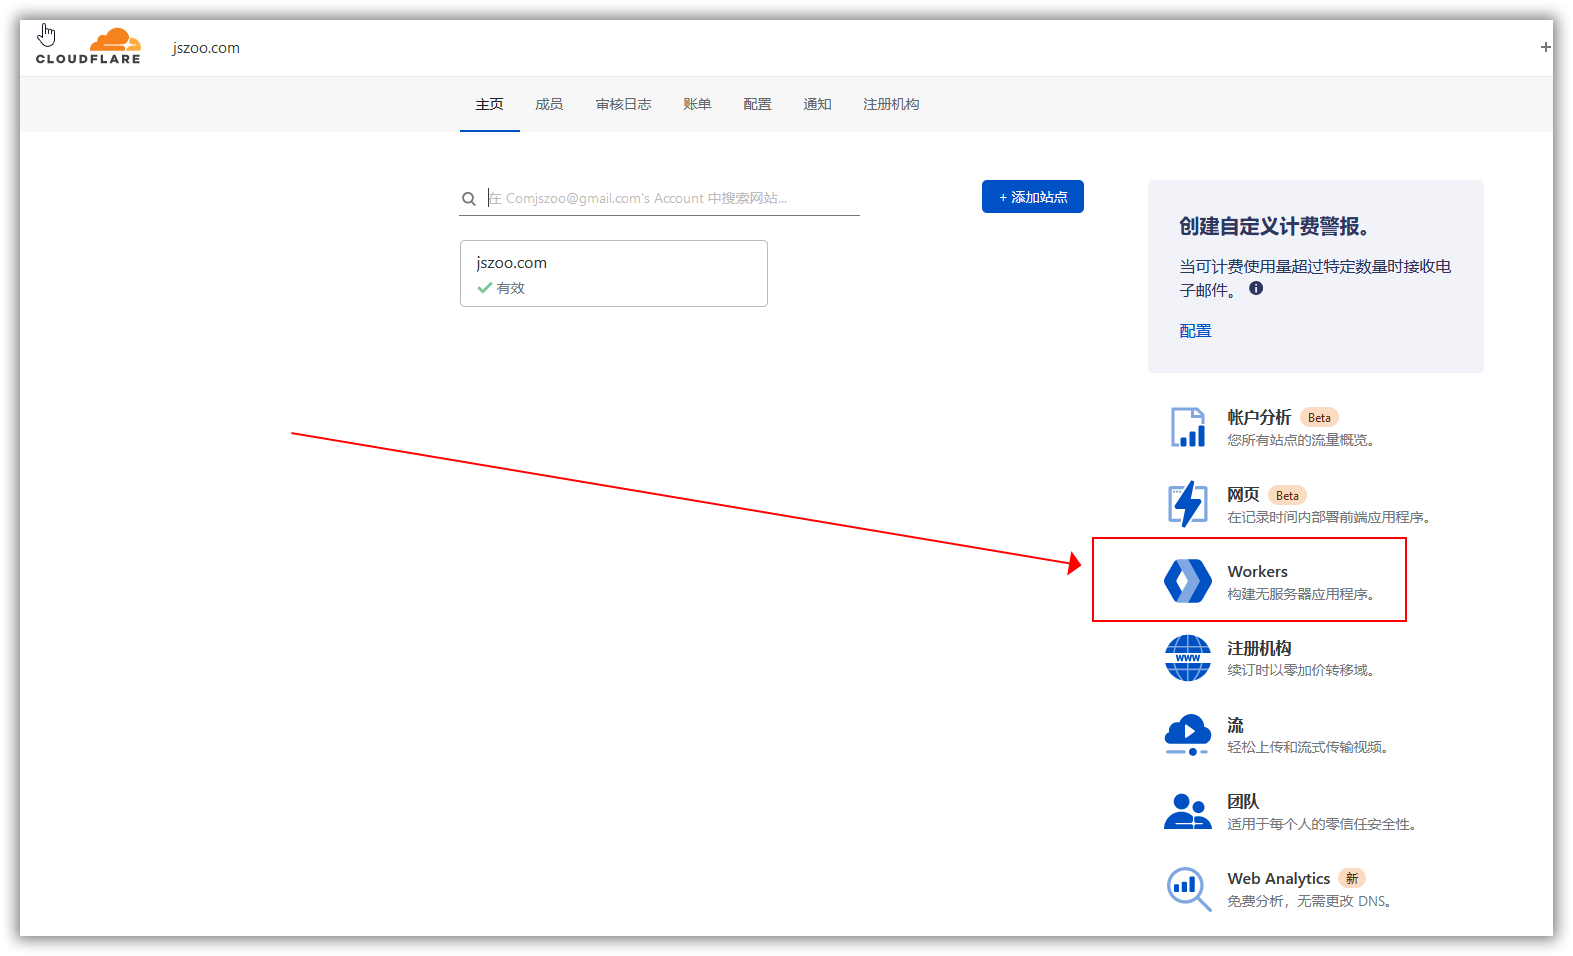 CLOUDFLARE
jszoo.com
+
主页 成员 审核日志 账单 配置 通知 注册机构
在 Comjszoo@gmail.com's Account 中搜索网站...
+ 添加站点
jszoo.com
有效
创建自定义计费警报。
当可计费使用量超过特定数量时接收电
子邮件。
配置
帐户分析 Beta
您所有站点的流量概览。
网页 Beta
在记录时间内部署前端应用程序。
Workers
构建无服务器应用程序。
www
注册机构
续订时以零加价转移域。
流
轻松上传和流式传输视频。
团队
适用于每个人的零信任安全性。
Web Analytics 新
免费分析，无需更改 DNS。